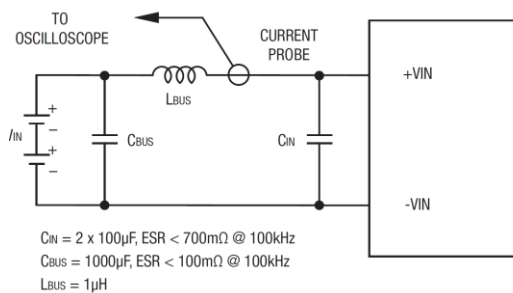 TO
OSCILLOSCOPE
CURRENT
PROBE
LBUS
+VIN
+
−
IIN
+
−
CBUS
CIN
-VIN
CIN = 2 x 100µF, ESR < 700mΩ @ 100kHz
CBUS = 1000µF, ESR < 100mΩ @ 100kHz
LBUS = 1µH